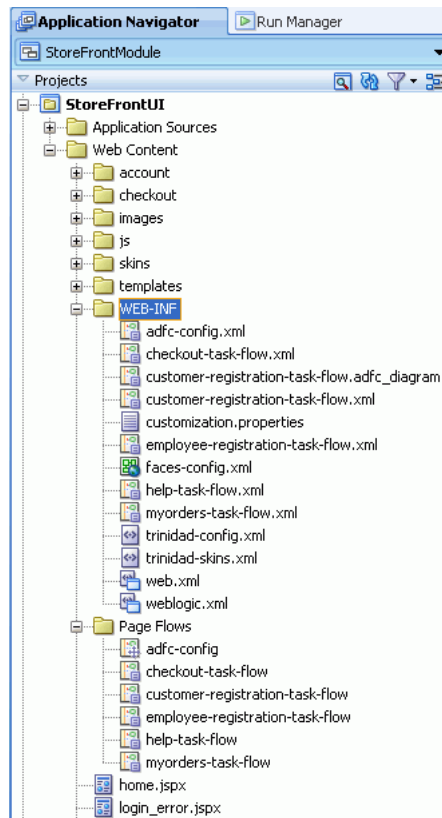 Application Navigator Run Manager
StoreFrontModule
Projects
StoreFrontUI
Application Sources
Web Content
account
checkout
images
js
skins
templates
WEB-INF
adfc-config.xml
checkout-task-flow.xml
customer-registration-task-flow.adfc_diagram
customer-registration-task-flow.xml
customization.properties
employee-registration-task-flow.xml
faces-config.xml
help-task-flow.xml
myorders-task-flow.xml
trinidad-config.xml
trinidad-skins.xml
web.xml
weblogic.xml
Page Flows
adfc-config
checkout-task-flow
customer-registration-task-flow
employee-registration-task-flow
help-task-flow
myorders-task-flow
home.jspx
login_error.jspx